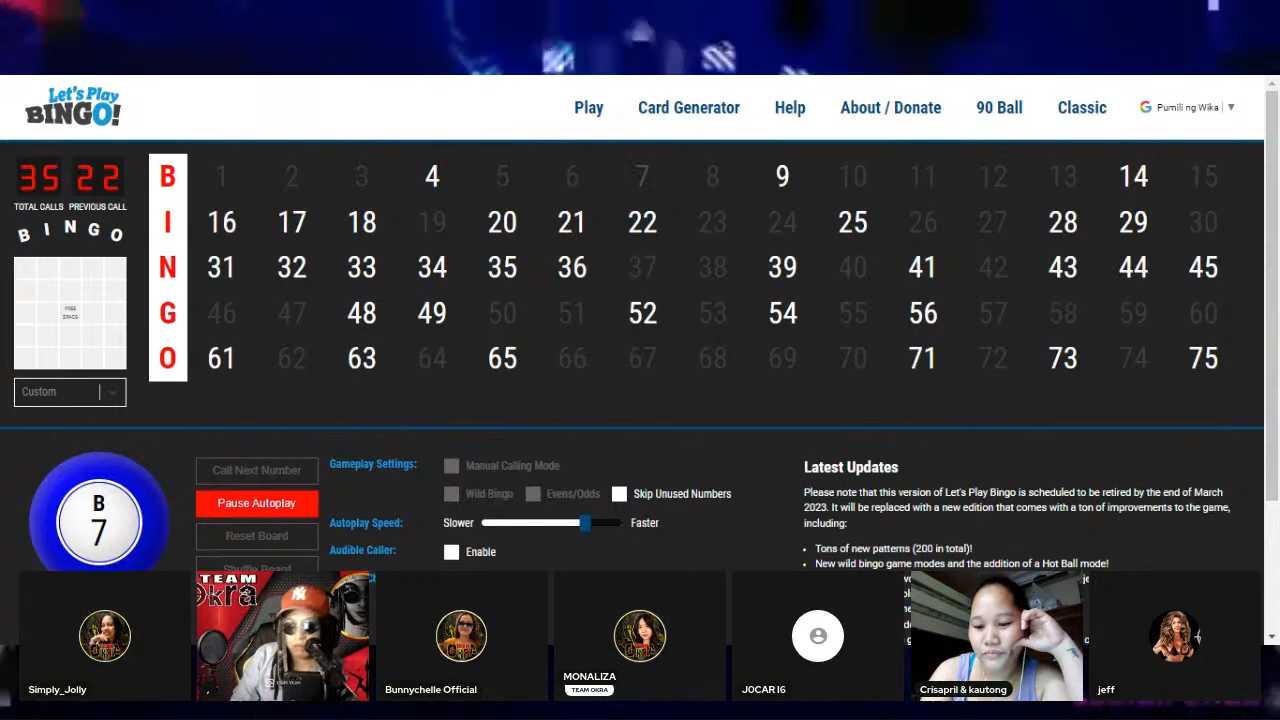 Let's Play
BINGO!
Play
Card Generator
Help
About / Donate
90 Ball
Classic
G Pumili ng Wika ▼
35 22
TOTAL CALLS PREVIOUS CALL
B I N G O
FREE
SPACE
Custom
B 1 2 3 4 5 6 7 8 9 10 11 12 13 14 15
I 16 17 18 19 20 21 22 23 24 25 26 27 28 29 30
N 31 32 33 34 35 36 37 38 39 40 41 42 43 44 45
G 46 47 48 49 50 51 52 53 54 55 56 57 58 59 60
O 61 62 63 64 65 66 67 68 69 70 71 72 73 74 75
B
7
Call Next Number
Pause Autoplay
Reset Board
Shuffle Board
Gameplay Settings:
Manual Calling Mode
Wild Bingo
Evens/Odds
Skip Unused Numbers
Autoplay Speed:
Slower
Faster
Audible Caller:
Enable
Latest Updates
Please note that this version of Let's Play Bingo is scheduled to be retired by the end of March
2023. It will be replaced with a new edition that comes with a ton of improvements to the game,
including:
• Tons of new patterns (200 in total)!
• New wild bingo game modes and the addition of a Hot Ball mode!
TEAM
Okra
Simply_Jolly
Bunnychelle Official
MONALIZA
TEAM OKRA
JOCAR I6
Crisapril & kautong
jeff